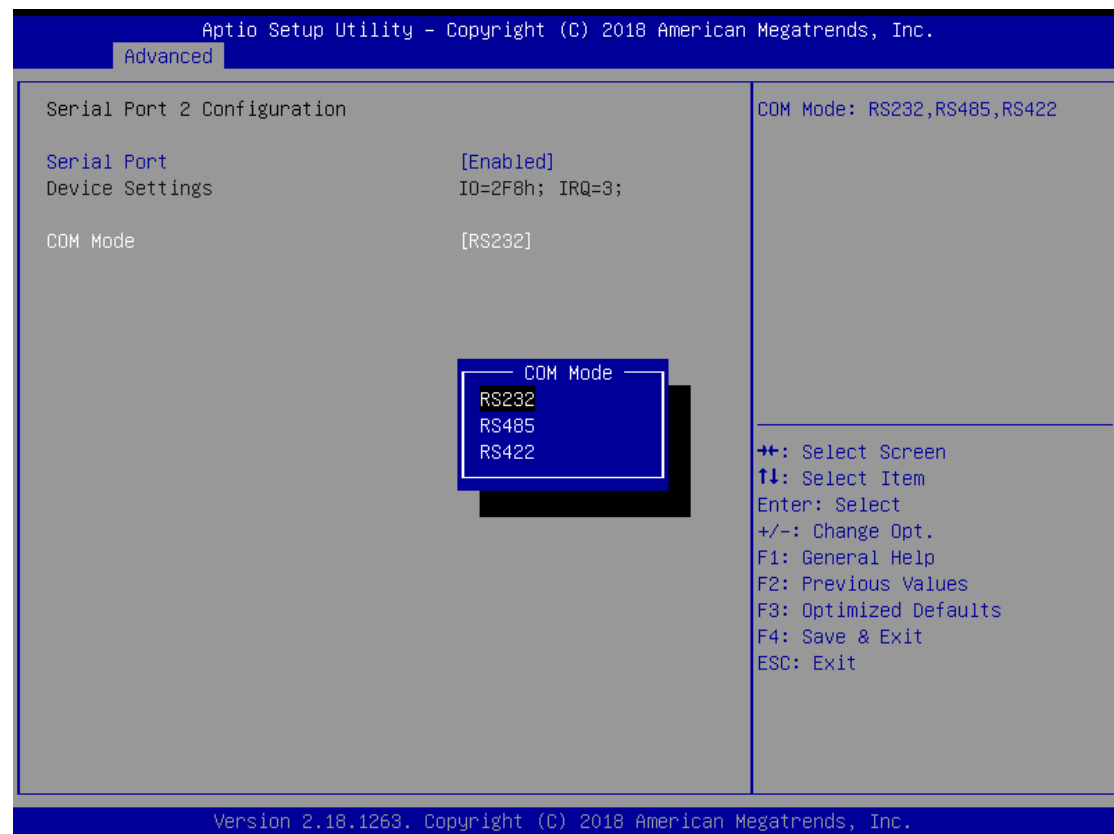 Aptio Setup Utility – Copyright (C) 2018 American Megatrends, Inc.
Advanced
Serial Port 2 Configuration
Serial Port [Enabled]
Device Settings IO=2F8h; IRQ=3;
COM Mode [RS232]
COM Mode
RS232
RS485
RS422
COM Mode: RS232,RS485,RS422
→←: Select Screen
↑↓: Select Item
Enter: Select
+/-: Change Opt.
F1: General Help
F2: Previous Values
F3: Optimized Defaults
F4: Save & Exit
ESC: Exit
Version 2.18.1263. Copyright (C) 2018 American Megatrends, Inc.